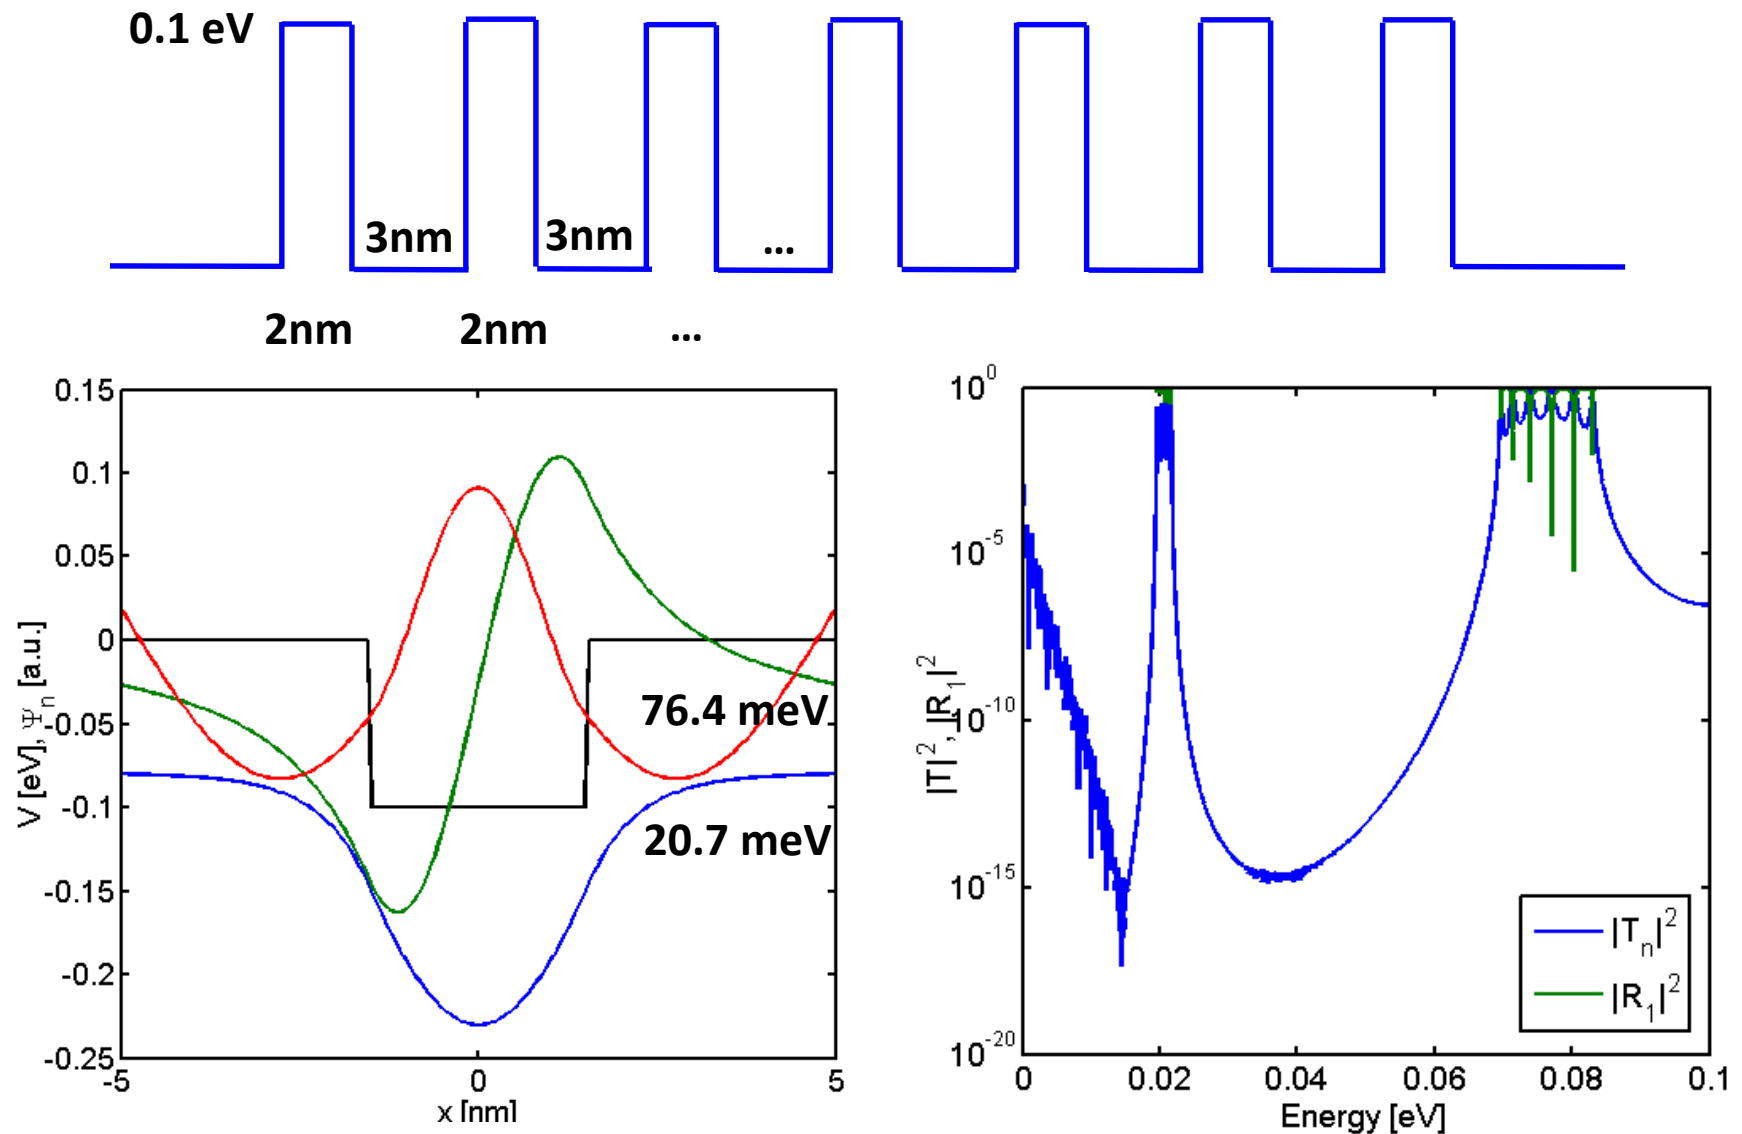 0.1 eV
3nm 3nm ...
2nm 2nm ...
0.15
0.1
0.05
0
-0.05
-0.1
-0.15
-0.2
-0.25
-5 0 5
x [nm]
V [eV], Ψn [a.u.]
76.4 meV
20.7 meV
10^0
10^-5
10^-10
10^-15
10^-20
0 0.02 0.04 0.06 0.08 0.1
Energy [eV]
|T|^2, |R_1|^2
|T_n|^2
|R_1|^2